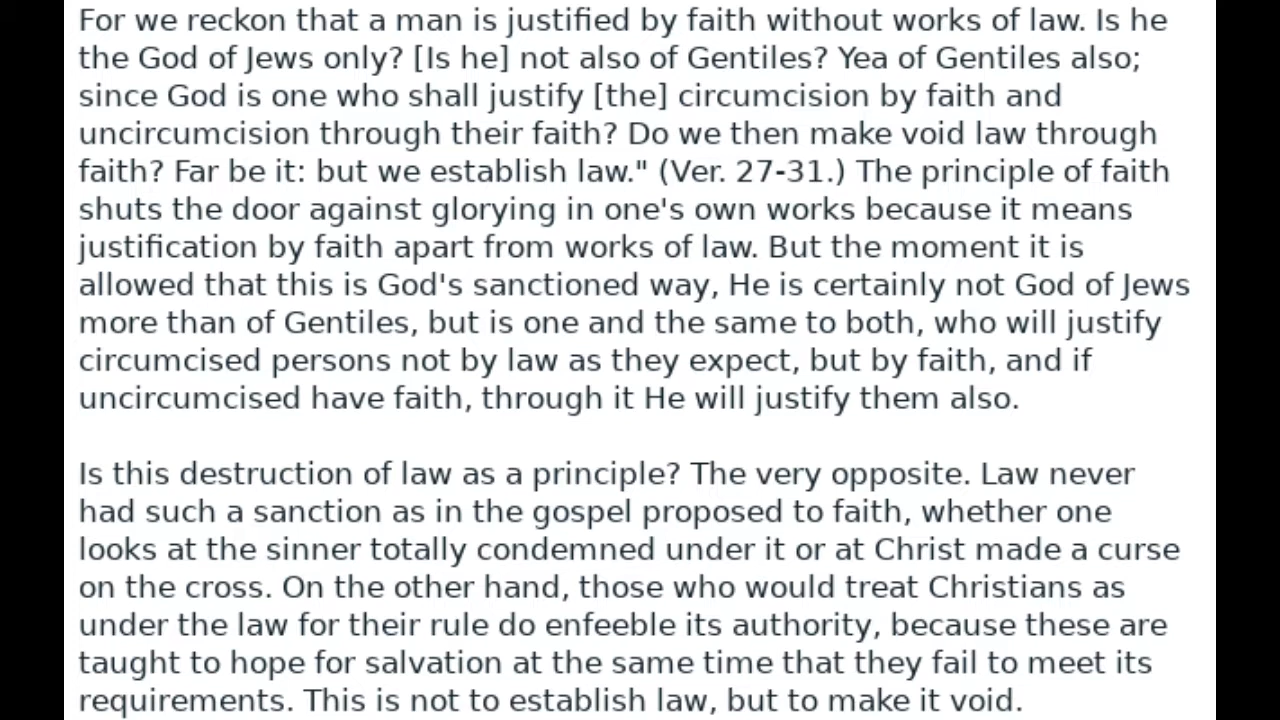 For we reckon that a man is justified by faith without works of law. Is he
the God of Jews only? [Is he] not also of Gentiles? Yea of Gentiles also;
since God is one who shall justify [the] circumcision by faith and
uncircumcision through their faith? Do we then make void law through
faith? Far be it: but we establish law." (Ver. 27-31.) The principle of faith
shuts the door against glorying in one's own works because it means
justification by faith apart from works of law. But the moment it is
allowed that this is God's sanctioned way, He is certainly not God of Jews
more than of Gentiles, but is one and the same to both, who will justify
circumcised persons not by law as they expect, but by faith, and if
uncircumcised have faith, through it He will justify them also.
Is this destruction of law as a principle? The very opposite. Law never
had such a sanction as in the gospel proposed to faith, whether one
looks at the sinner totally condemned under it or at Christ made a curse
on the cross. On the other hand, those who would treat Christians as
under the law for their rule do enfeeble its authority, because these are
taught to hope for salvation at the same time that they fail to meet its
requirements. This is not to establish law, but to make it void.